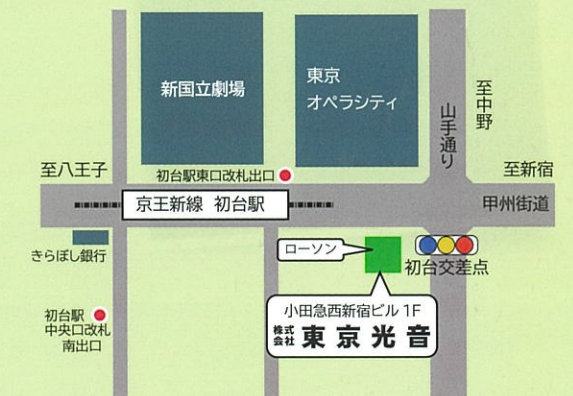 新国立劇場
東京
オペラシティ
至中野
山手通り
至八王子
初台駅東口改札出口
至新宿
京王新線 初台駅
甲州街道
きらぼし銀行
ローソン
初台交差点
初台駅
中央口改札
南出口
小田急西新宿ビル 1F
株式会社 東京光音